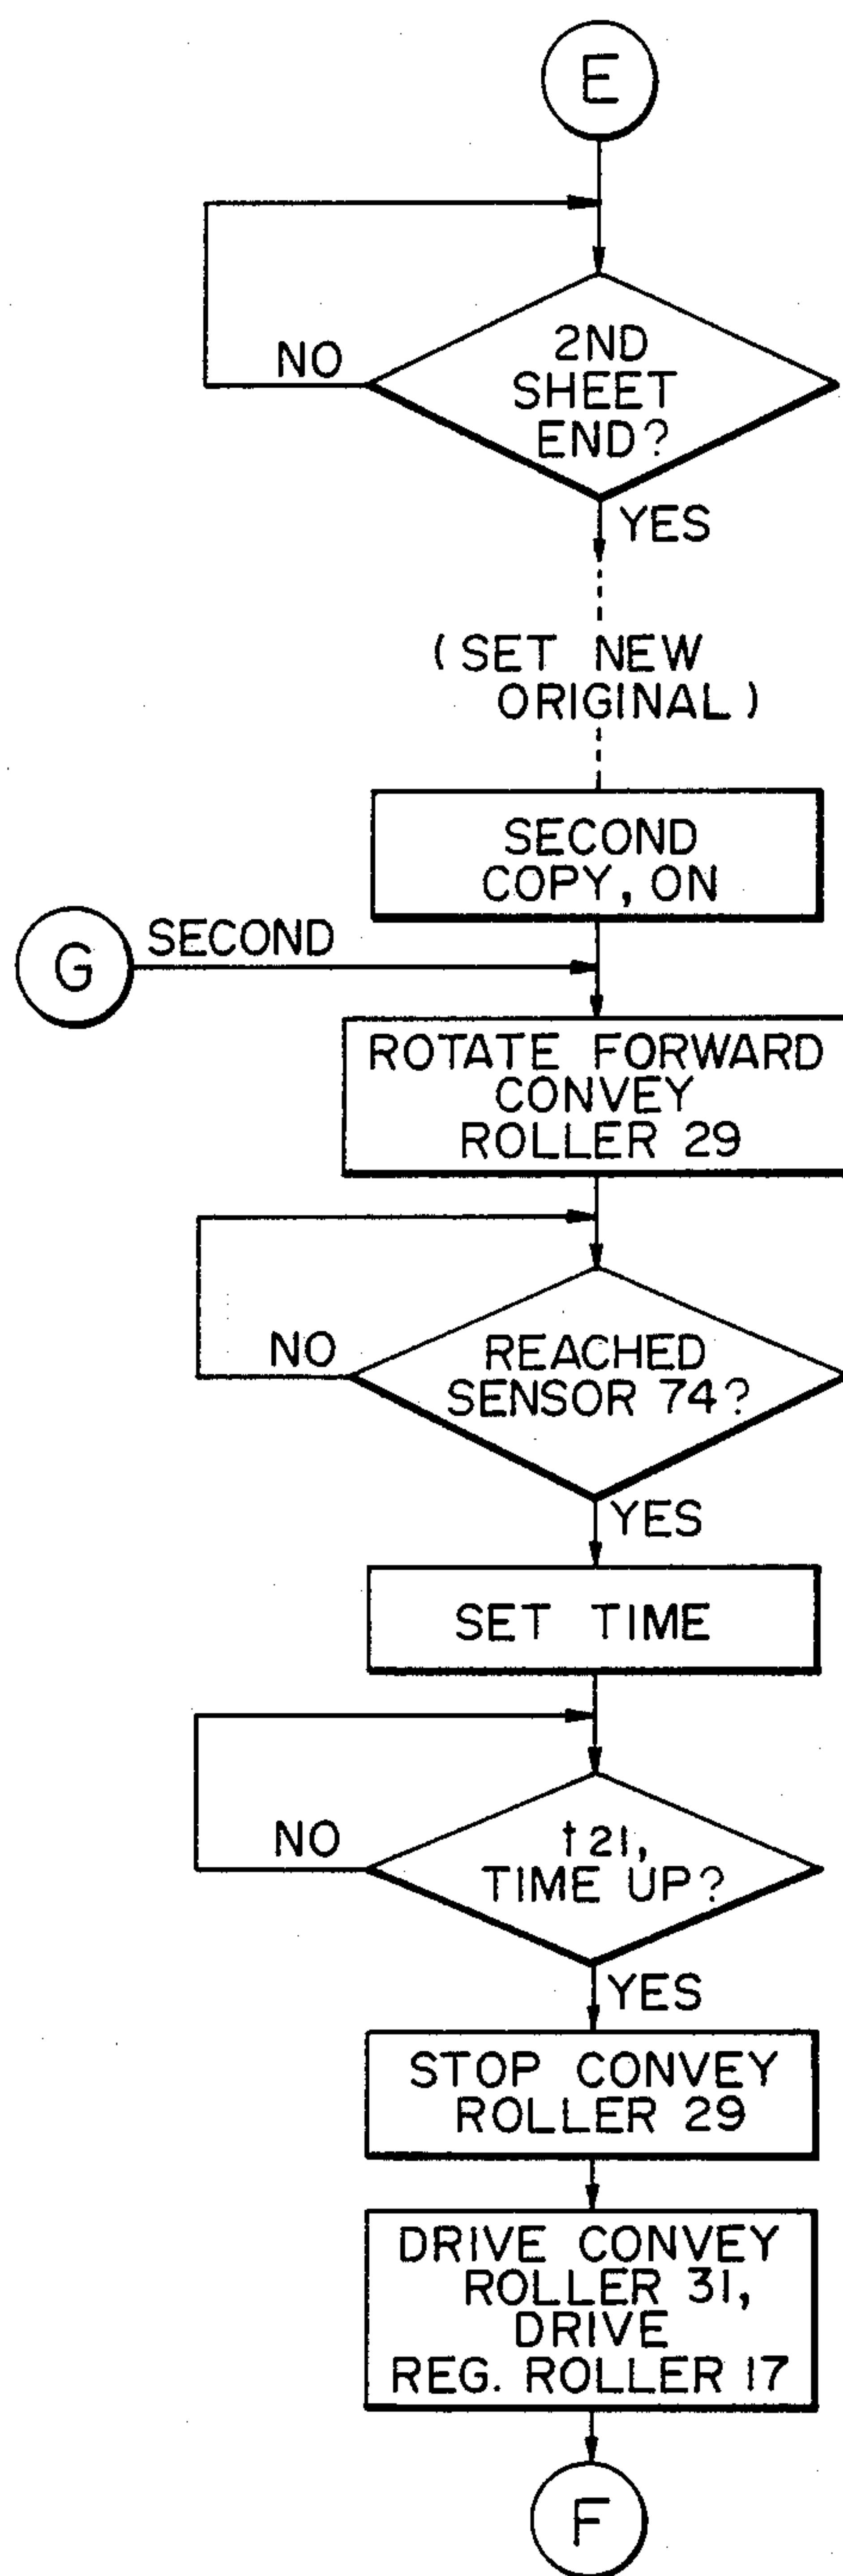 E
NO
2ND
SHEET
END?
YES
(SET NEW
ORIGINAL)
SECOND
COPY, ON
G
SECOND
ROTATE FORWARD
CONVEY
ROLLER 29
NO
REACHED
SENSOR 74?
YES
SET TIME
NO
t21,
TIME UP?
YES
STOP CONVEY
ROLLER 29
DRIVE CONVEY
ROLLER 31,
DRIVE
REG. ROLLER 17
F